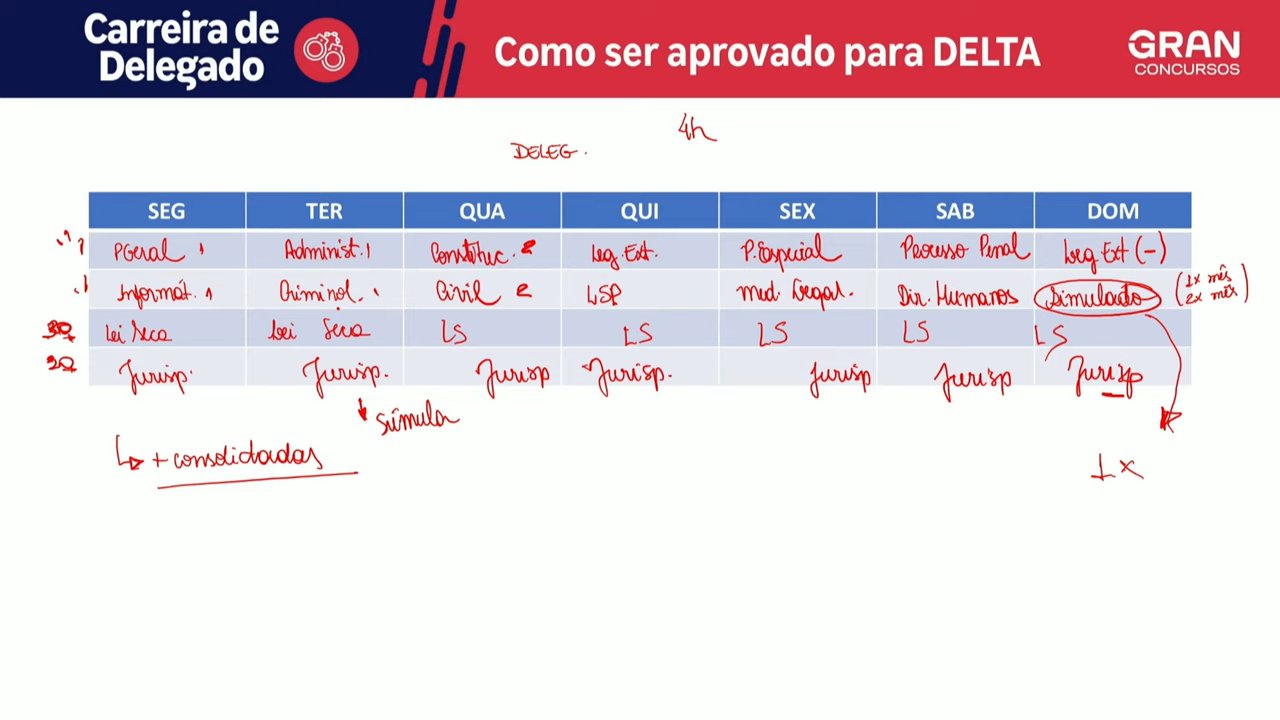 Carreira de
Delegado
Como ser aprovado para DELTA
GRAN
CONCURSOS
4h
DELEG.
SEG TER QUA QUI SEX SAB DOM
PGeral Administ. Constituc. Leg. Ext. P. Especial Processo Penal Leg Ext (-)
Informát. Criminol. Civil LSP Med. Legal. Dir. Humanos Simulado (1x mês
2x mês)
30 Lei Seca Lei Seca LS LS LS LS LS
30 Jurisp. Jurisp. Jurisp Jurisp. Jurisp Jurisp Jurisp
súmula
+ consolidadas
1x